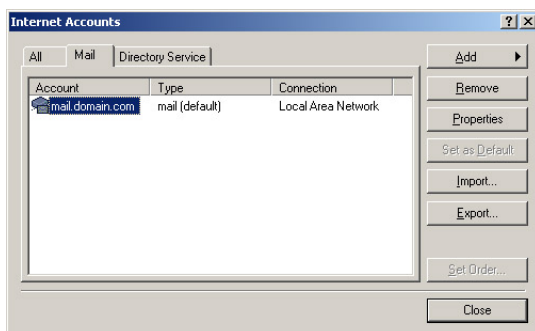 Internet Accounts
All Mail Directory Service
Account Type Connection
mail.domain.com mail (default) Local Area Network
Add
Remove
Properties
Set as Default
Import...
Export...
Set Order...
Close